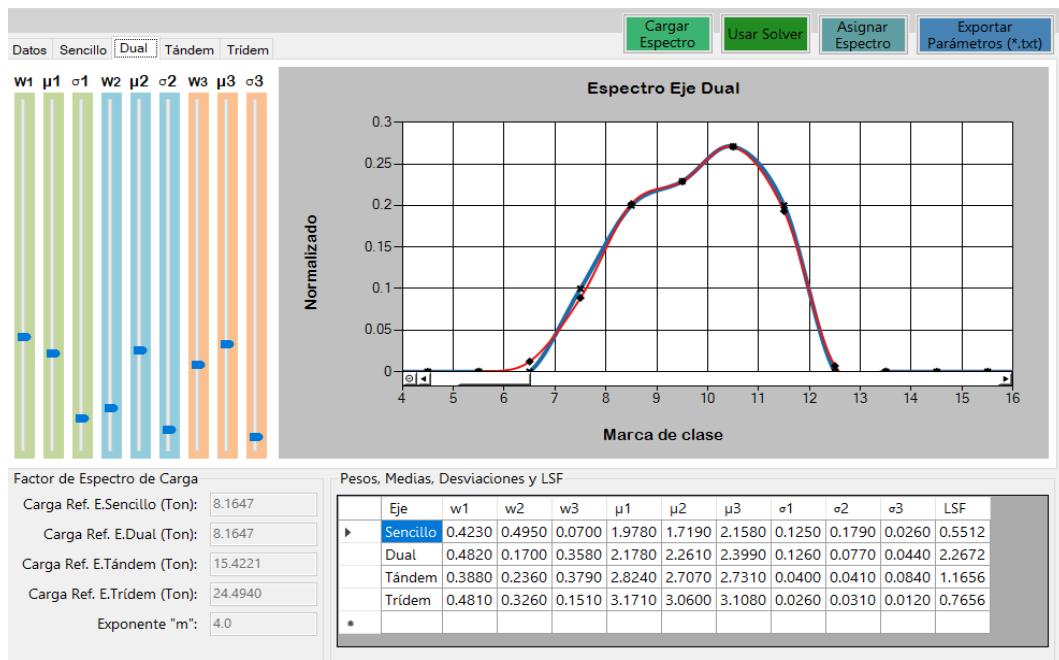 Cargar Espectro
Usar Solver
Asignar Espectro
Exportar Parámetros (*.txt)
Datos Sencillo Dual Tándem Trídem
w1 μ1 σ1 w2 μ2 σ2 w3 μ3 σ3
Espectro Eje Dual
Normalizado
0.3
0.25
0.2
0.15
0.1
0.05
0
4 5 6 7 8 9 10 11 12 13 14 15 16
Marca de clase
Factor de Espectro de Carga
Carga Ref. E.Sencillo (Ton): 8.1647
Carga Ref. E.Dual (Ton): 8.1647
Carga Ref. E.Tándem (Ton): 15.4221
Carga Ref. E.Trídem (Ton): 24.4940
Exponente "m": 4.0
Pesos, Medias, Desviaciones y LSF
Eje w1 w2 w3 μ1 μ2 μ3 σ1 σ2 σ3 LSF
Sencillo 0.4230 0.4950 0.0700 1.9780 1.7190 2.1580 0.1250 0.1790 0.0260 0.5512
Dual 0.4820 0.1700 0.3580 2.1780 2.2610 2.3990 0.1260 0.0770 0.0440 2.2672
Tándem 0.3880 0.2360 0.3790 2.8240 2.7070 2.7310 0.0400 0.0410 0.0840 1.1656
Trídem 0.4810 0.3260 0.1510 3.1710 3.0600 3.1080 0.0260 0.0310 0.0120 0.7656